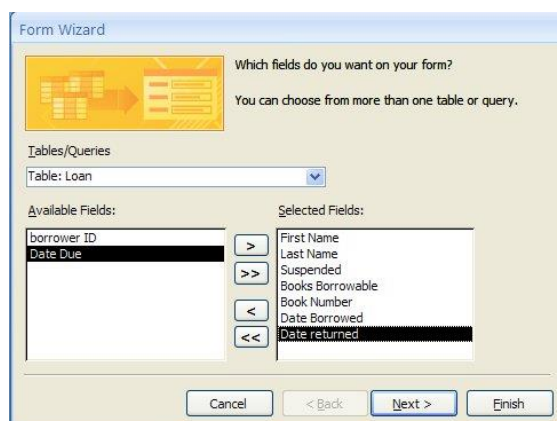 Form Wizard
Which fields do you want on your form?
You can choose from more than one table or query.
Tables/Queries
Table: Loan
Available Fields:
Selected Fields:
borrower ID
Date Due
>
>>
<
<<
First Name
Last Name
Suspended
Books Borrowable
Book Number
Date Borrowed
Date returned
Cancel
< Back
Next >
Finish